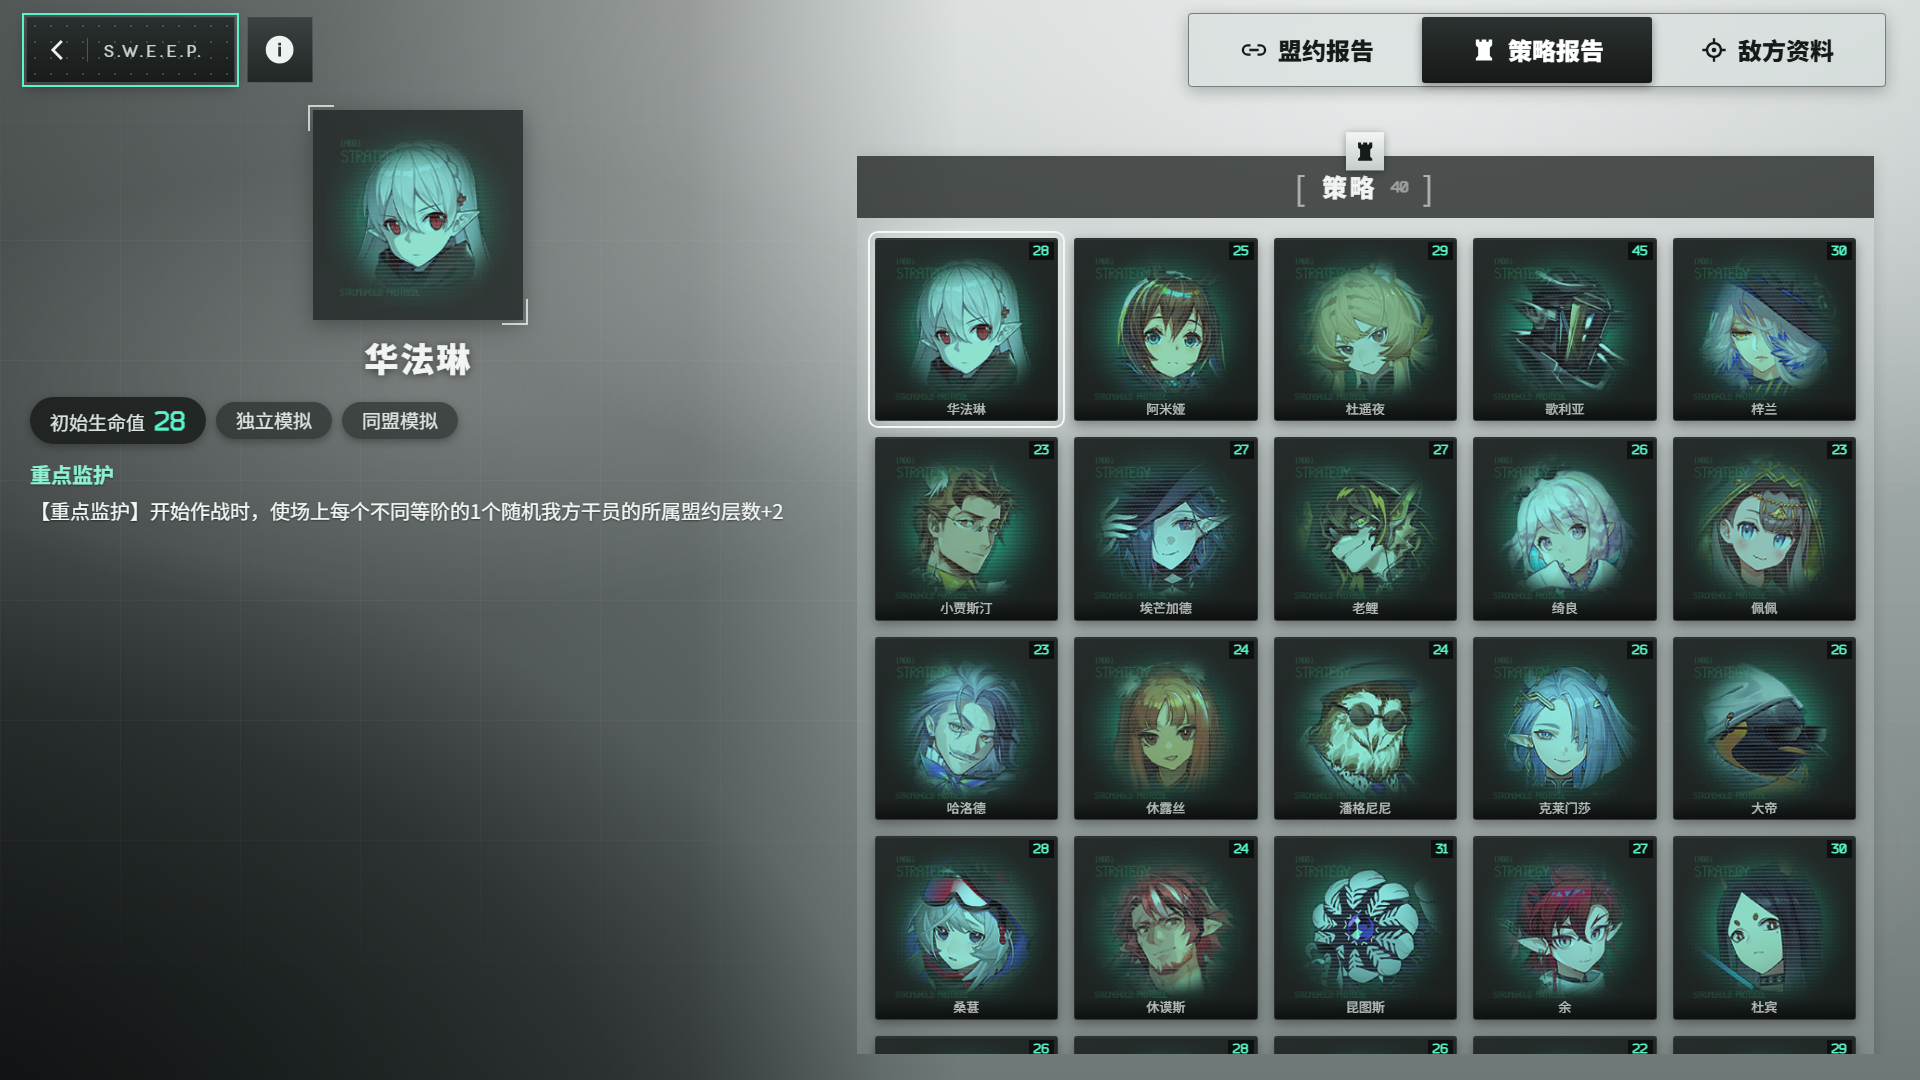 S.W.E.E.P.
盟约报告
策略报告
敌方资料
STRATEGY
华法琳
初始生命值 28
独立模拟
同盟模拟
重点监护
【重点监护】开始作战时，使场上每个不同等阶的1个随机我方干员的所属盟约层数+2
[ 策略 40 ]
28
25
29
45
30
华法琳
阿米娅
杜遥夜
歌利亚
梓兰
23
27
27
26
23
小贾斯汀
埃芒加德
老鲤
绮良
佩佩
23
24
24
26
26
哈洛德
休露丝
潘格尼尼
克莱门莎
大帝
28
24
31
27
30
桑葚
休谟斯
昆图斯
余
杜宾
26
28
26
22
29